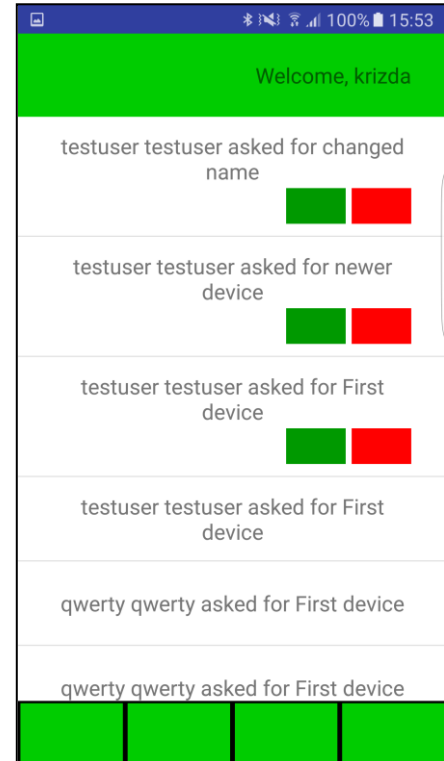 100% 15:53
Welcome, krizda
testuser testuser asked for changed
name
testuser testuser asked for newer
device
testuser testuser asked for First
device
testuser testuser asked for First
device
qwerty qwerty asked for First device
qwerty qwerty asked for First device